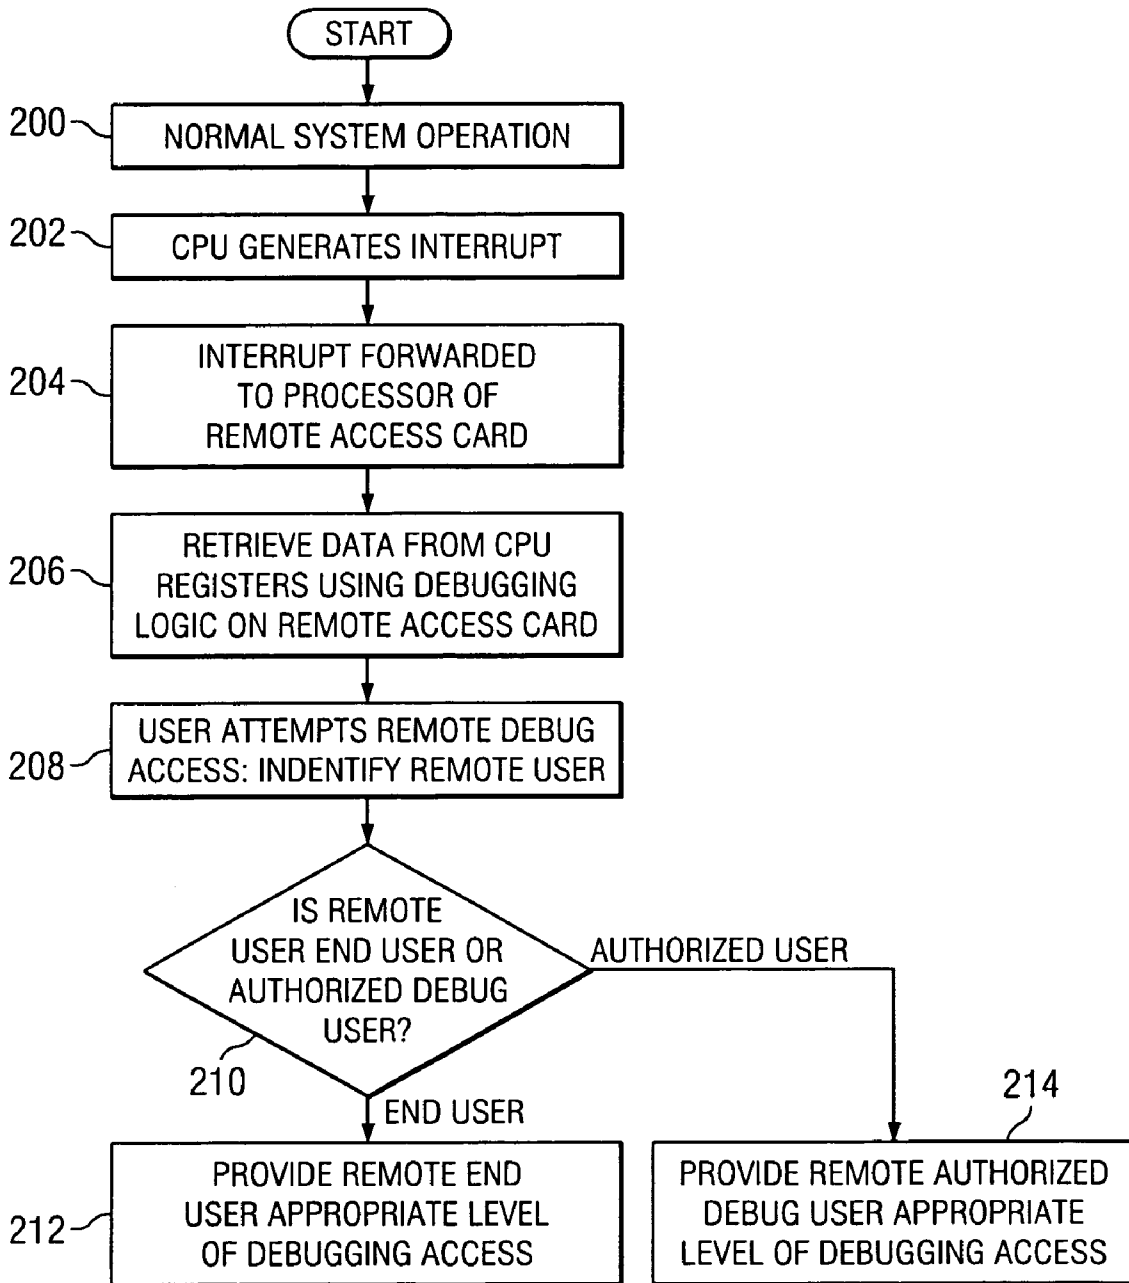 START
200
NORMAL SYSTEM OPERATION
202
CPU GENERATES INTERRUPT
204
INTERRUPT FORWARDED
TO PROCESSOR OF
REMOTE ACCESS CARD
206
RETRIEVE DATA FROM CPU
REGISTERS USING DEBUGGING
LOGIC ON REMOTE ACCESS CARD
208
USER ATTEMPTS REMOTE DEBUG
ACCESS: INDENTIFY REMOTE USER
IS REMOTE
USER END USER OR
AUTHORIZED DEBUG
USER?
210
AUTHORIZED USER
END USER
212
PROVIDE REMOTE END
USER APPROPRIATE LEVEL
OF DEBUGGING ACCESS
214
PROVIDE REMOTE AUTHORIZED
DEBUG USER APPROPRIATE
LEVEL OF DEBUGGING ACCESS